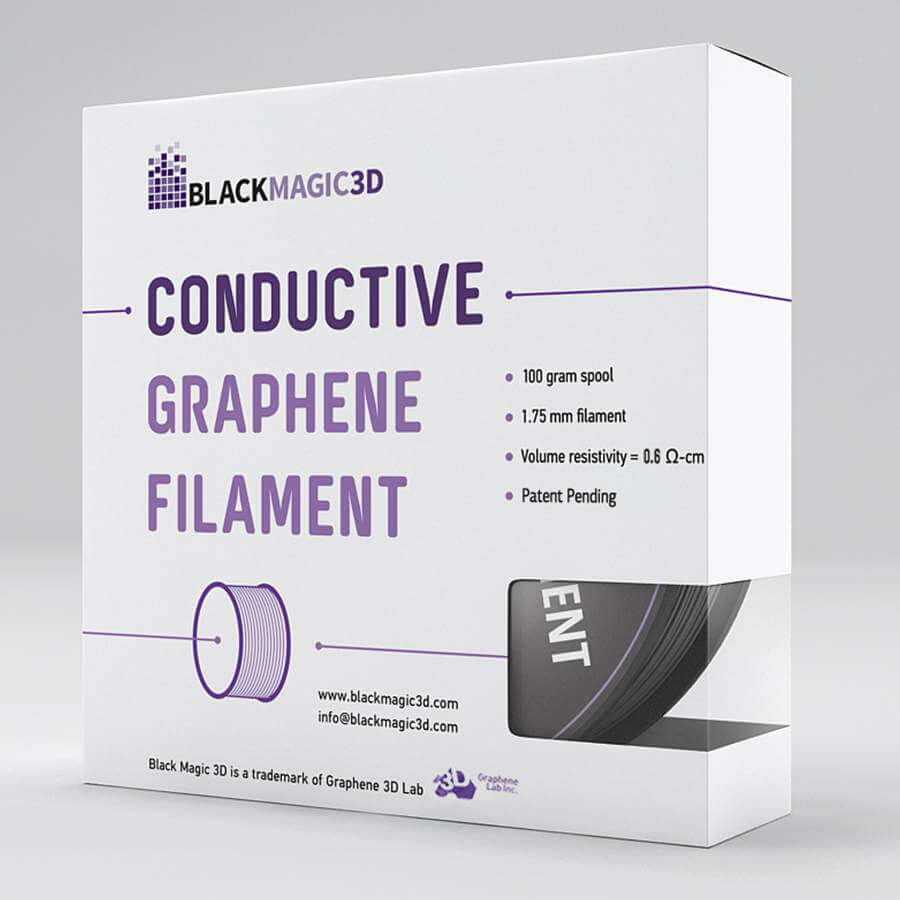 BLACKMAGIC3D
CONDUCTIVE
GRAPHENE
FILAMENT
100 gram spool
1.75 mm filament
Volume resistivity = 0.6 Ω-cm
Patent Pending
ENT
www.blackmagic3d.com
info@blackmagic3d.com
Black Magic 3D is a trademark of Graphene 3D Lab
3D Graphene
Lab Inc.